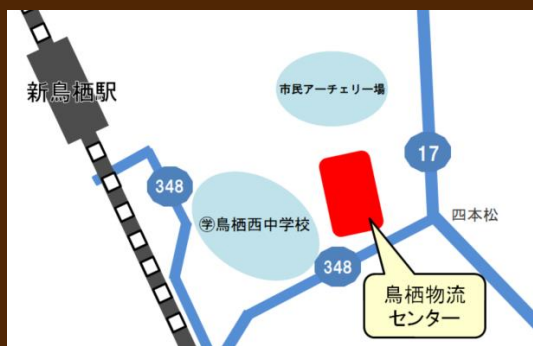 新鳥栖駅
市民アーチェリー場
17
348
㊫鳥栖西中学校
四本松
348
鳥栖物流
センター